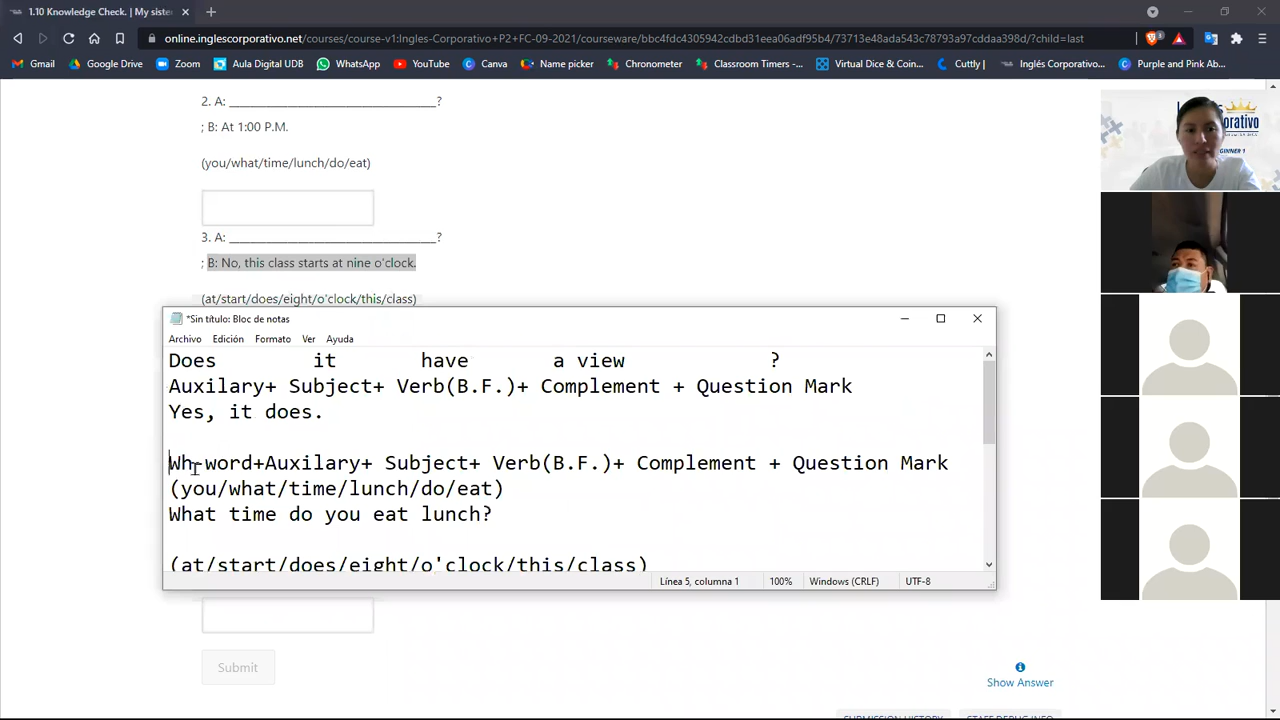 1.10 Knowledge Check. | My siste
online.inglescorporativo.net/courses/course-v1:Ingles-Corporativo+P2+FC-09-2021/courseware/bbc4fdc4305942cdbd31eea06adf95b4/73713e48ada543c78793a97cddaa398d/?child=last
Gmail Google Drive Zoom Aula Digital UDB WhatsApp YouTube Canva Name picker Chronometer Classroom Timers -... Virtual Dice & Coin... Cuttly | Inglés Corporativo... Purple and Pink Ab...
2. A: ______________________________?
; B: At 1:00 P.M.
(you/what/time/lunch/do/eat)
3. A: ______________________________?
; B: No, this class starts at nine o'clock.
(at/start/does/eight/o'clock/this/class)
*Sin título: Bloc de notas
Archivo Edición Formato Ver Ayuda
Does it have a view ?
Auxilary+ Subject+ Verb(B.F.)+ Complement + Question Mark
Yes, it does.
Wh-word+Auxilary+ Subject+ Verb(B.F.)+ Complement + Question Mark
(you/what/time/lunch/do/eat)
What time do you eat lunch?
(at/start/does/eight/o'clock/this/class)
Línea 5, columna 1 100% Windows (CRLF) UTF-8
Submit
Show Answer
SUBMISSION HISTORY STAFF DEBUG INFO